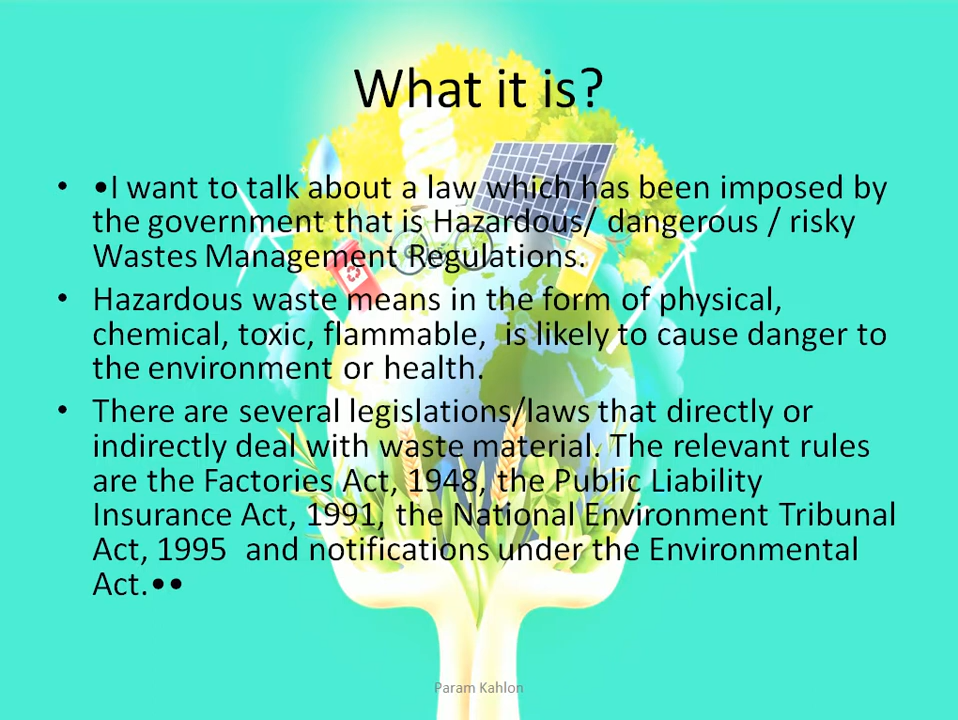 What it is?
• •I want to talk about a law which has been imposed by
the government that is Hazardous/ dangerous / risky
Wastes Management Regulations.
• Hazardous waste means in the form of physical,
chemical, toxic, flammable,  is likely to cause danger to
the environment or health.
• There are several legislations/laws that directly or
indirectly deal with waste material. The relevant rules
are the Factories Act, 1948, the Public Liability
Insurance Act, 1991, the National Environment Tribunal
Act, 1995  and notifications under the Environmental
Act.••
Param Kahlon